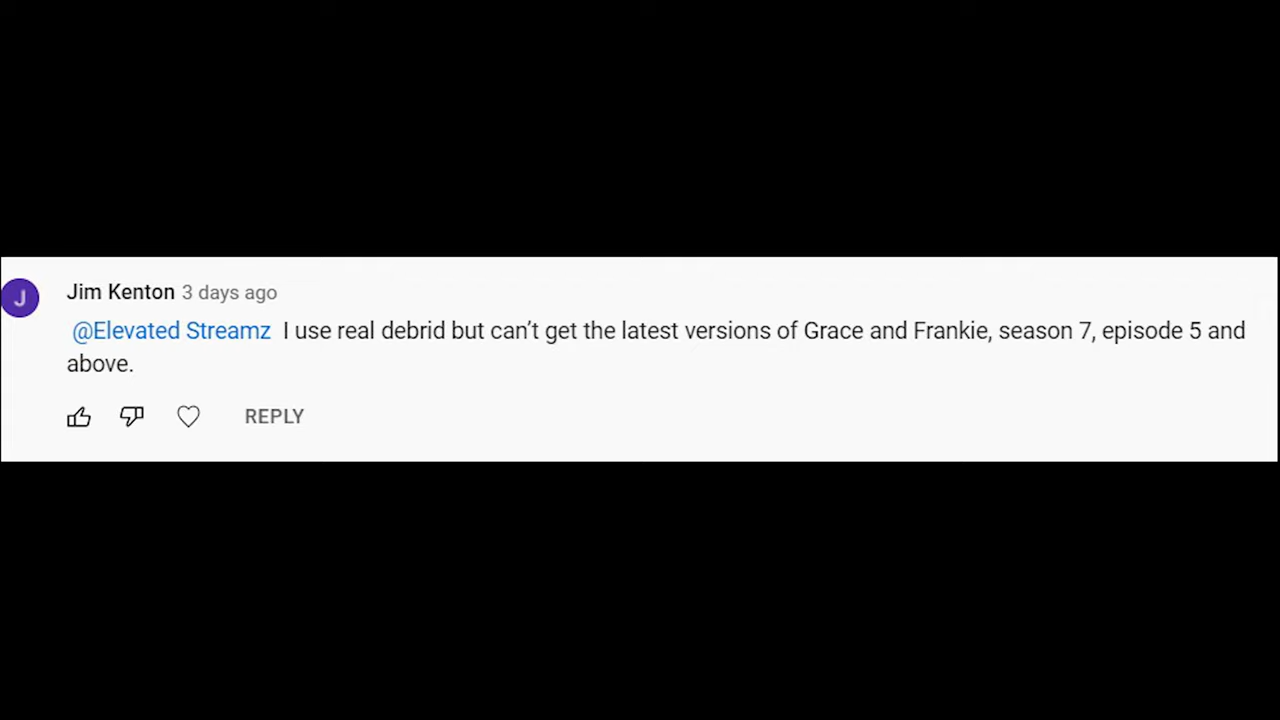 J
Jim Kenton 3 days ago
@Elevated Streamz I use real debrid but can’t get the latest versions of Grace and Frankie, season 7, episode 5 and
above.
REPLY